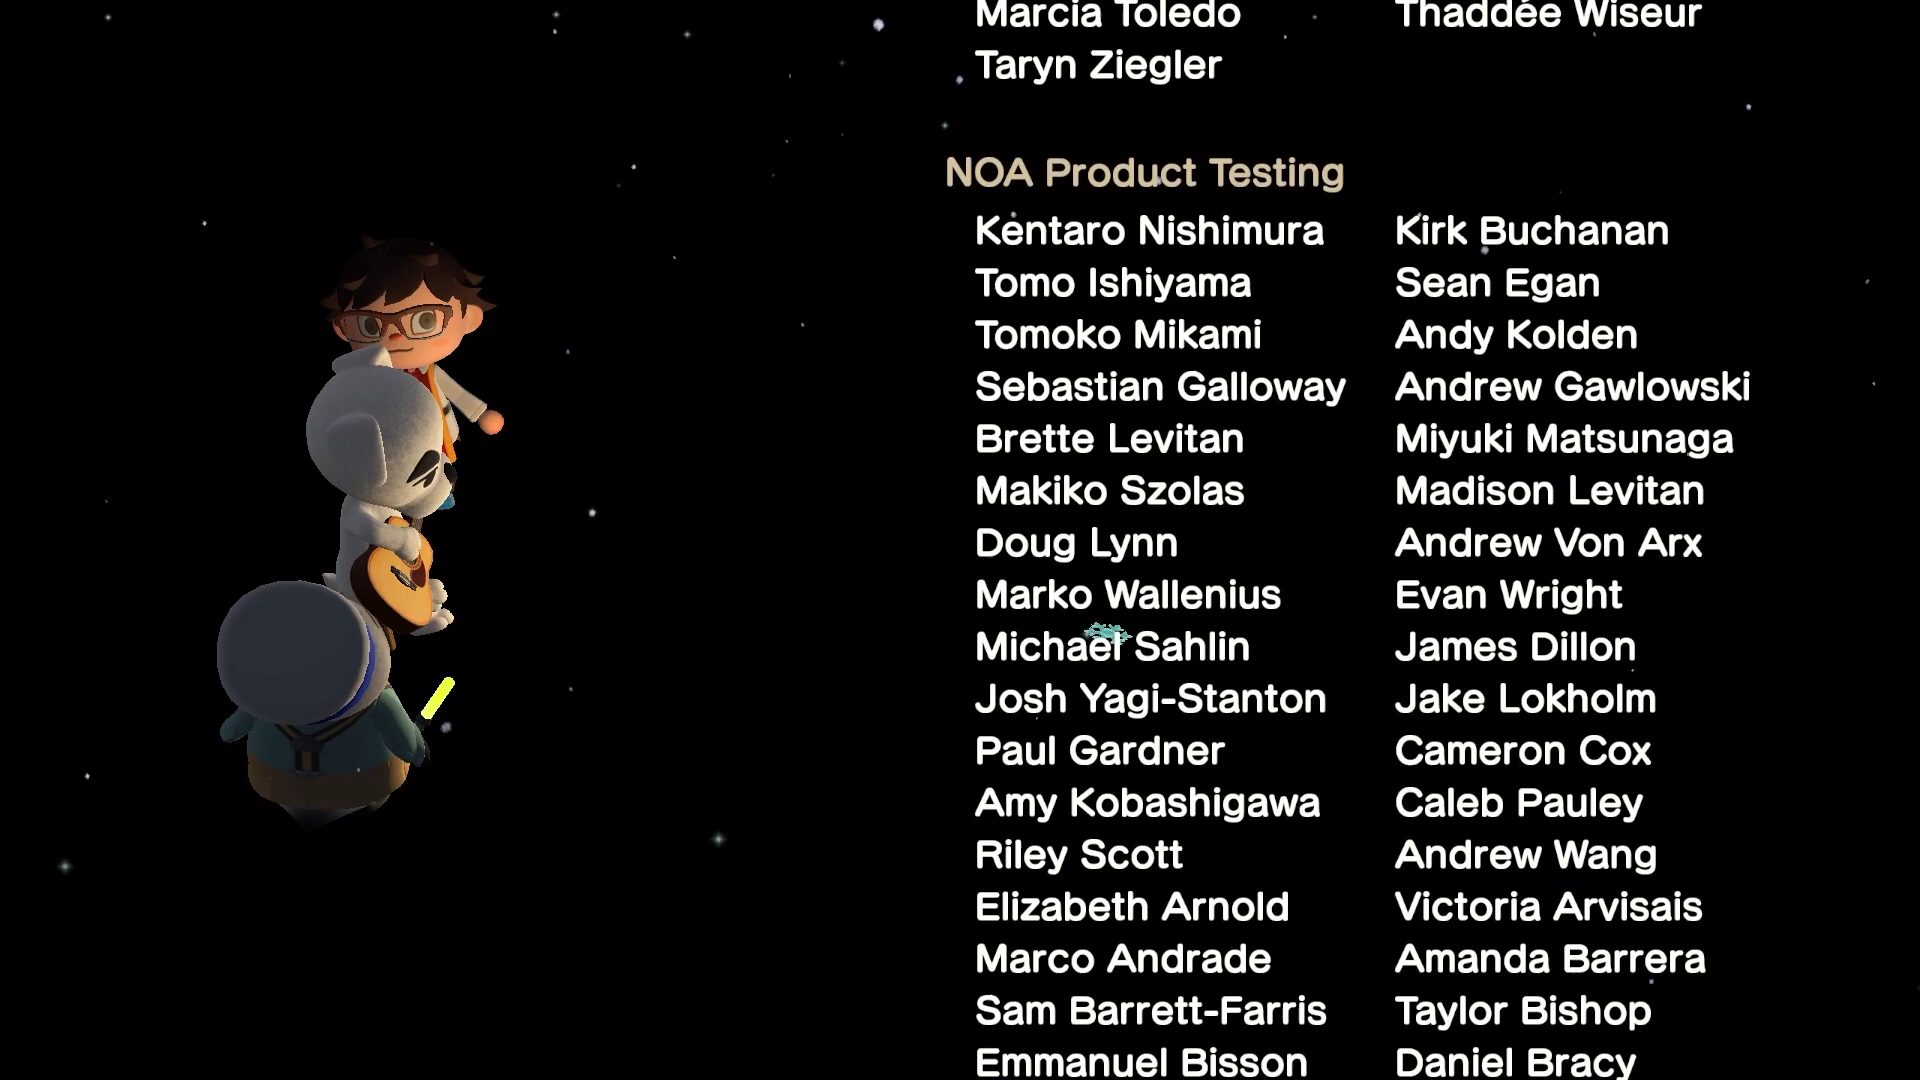 Marcia Toledo Thaddée Wiseur
Taryn Ziegler
NOA Product Testing
Kentaro Nishimura Kirk Buchanan
Tomo Ishiyama Sean Egan
Tomoko Mikami Andy Kolden
Sebastian Galloway Andrew Gawlowski
Brette Levitan Miyuki Matsunaga
Makiko Szolas Madison Levitan
Doug Lynn Andrew Von Arx
Marko Wallenius Evan Wright
Michael Sahlin James Dillon
Josh Yagi-Stanton Jake Lokholm
Paul Gardner Cameron Cox
Amy Kobashigawa Caleb Pauley
Riley Scott Andrew Wang
Elizabeth Arnold Victoria Arvisais
Marco Andrade Amanda Barrera
Sam Barrett-Farris Taylor Bishop
Emmanuel Bisson Daniel Bracy